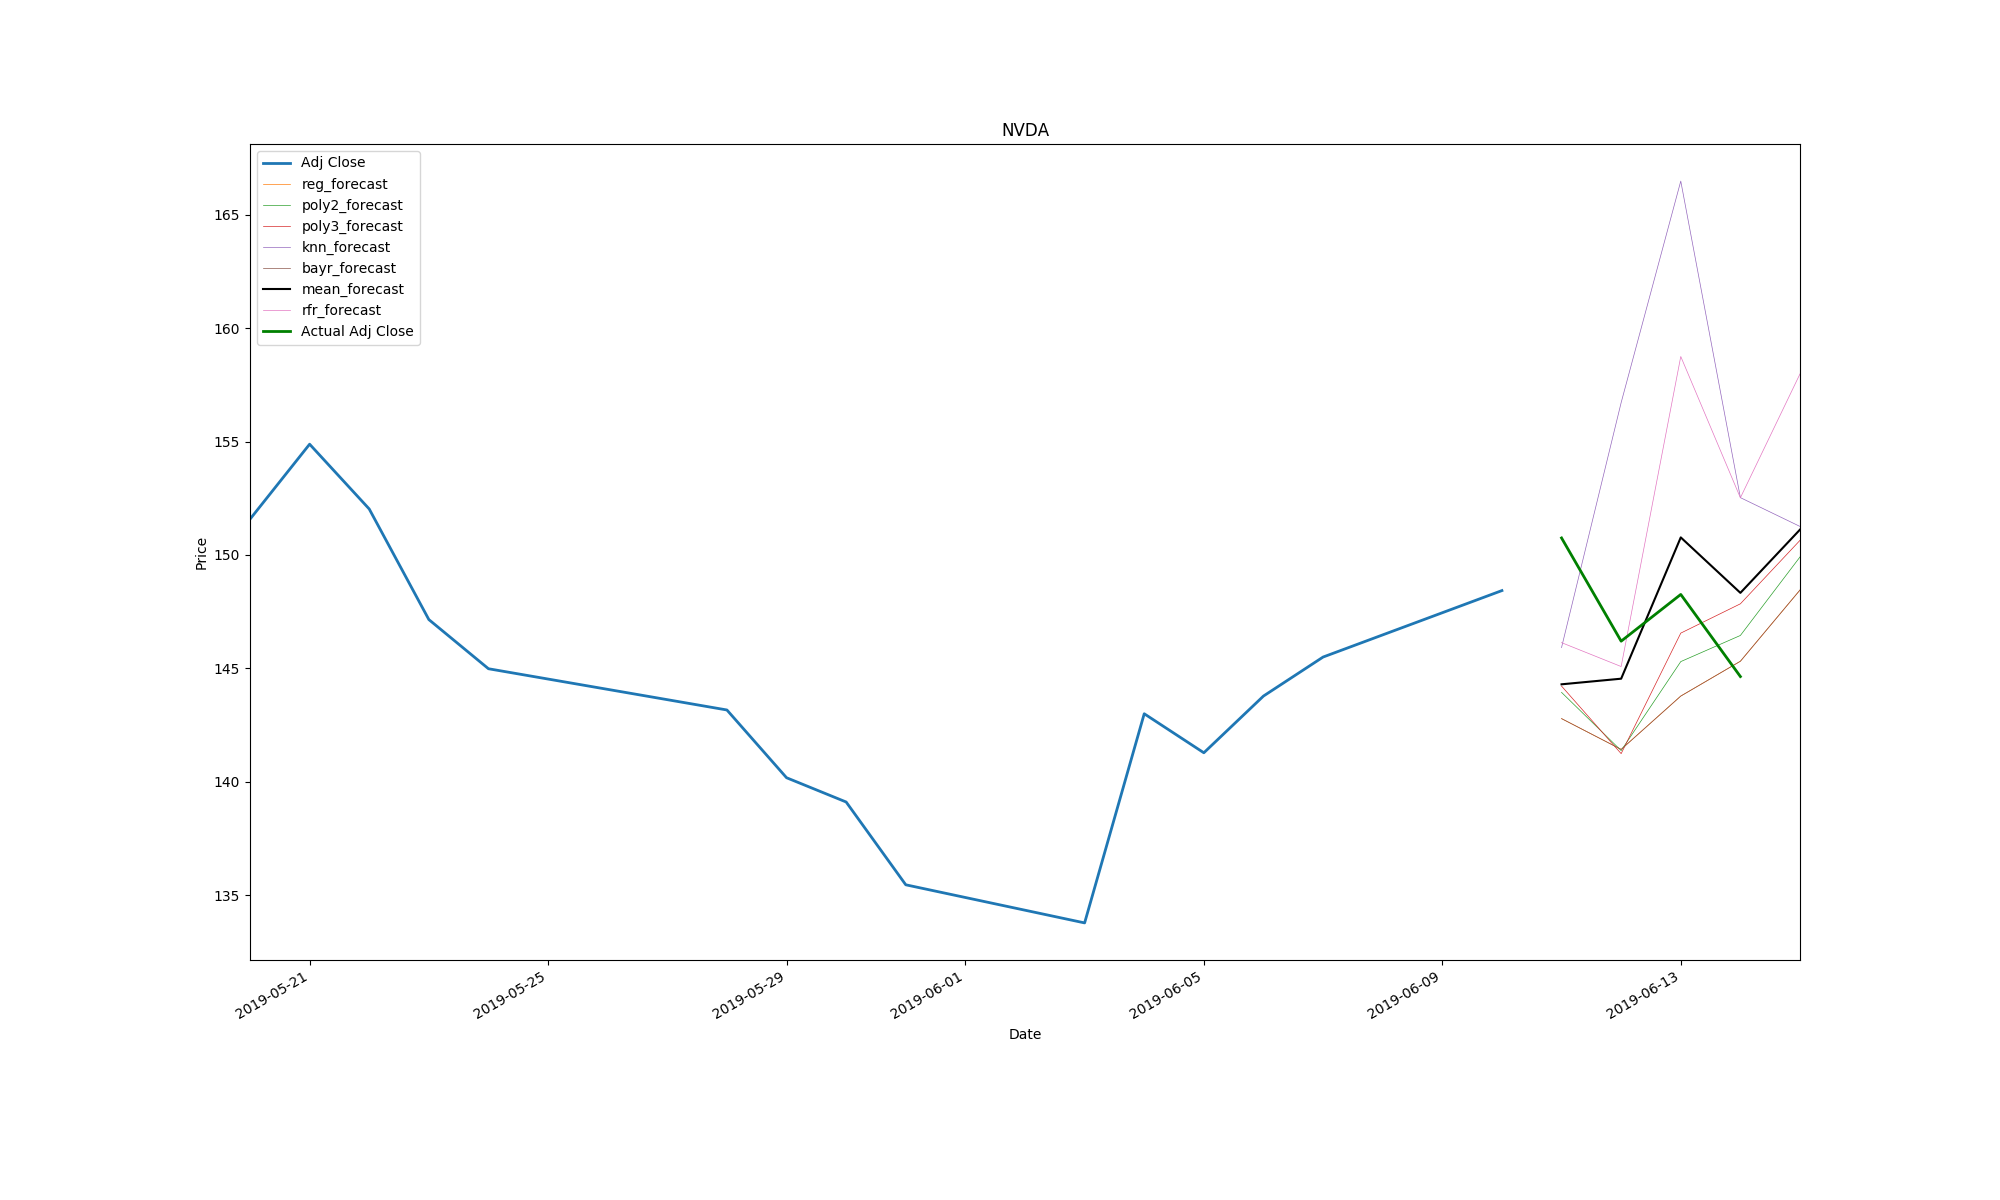 NVDA
Adj Close
reg_forecast
poly2_forecast
poly3_forecast
knn_forecast
bayr_forecast
mean_forecast
rfr_forecast
Actual Adj Close
165
160
155
150
145
140
135
Price
2019-05-21
2019-05-25
2019-05-29
2019-06-01
2019-06-05
2019-06-09
2019-06-13
Date